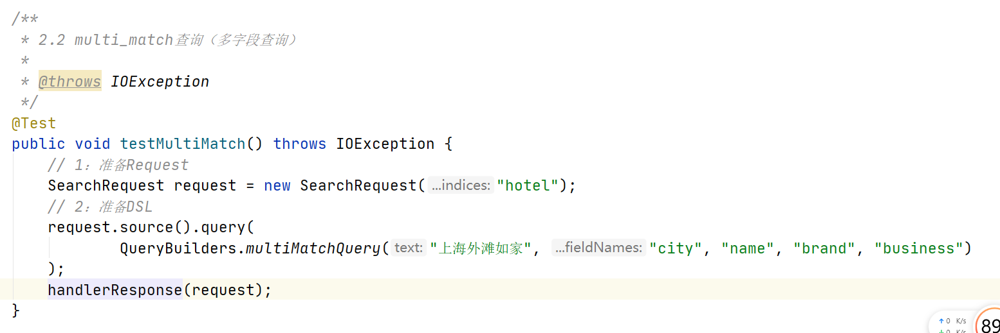 /**
 * 2.2 multi_match查询（多字段查询）
 *
 * @throws IOException
 */
@Test
public void testMultiMatch() throws IOException {
    // 1：准备Request
    SearchRequest request = new SearchRequest( ...indices: "hotel");
    // 2：准备DSL
    request.source().query(
            QueryBuilders.multiMatchQuery( text: "上海外滩如家", ...fieldNames: "city", "name", "brand", "business")
    );
    handlerResponse(request);
}
↑ 0 K/s
↓ 0 K/s
89